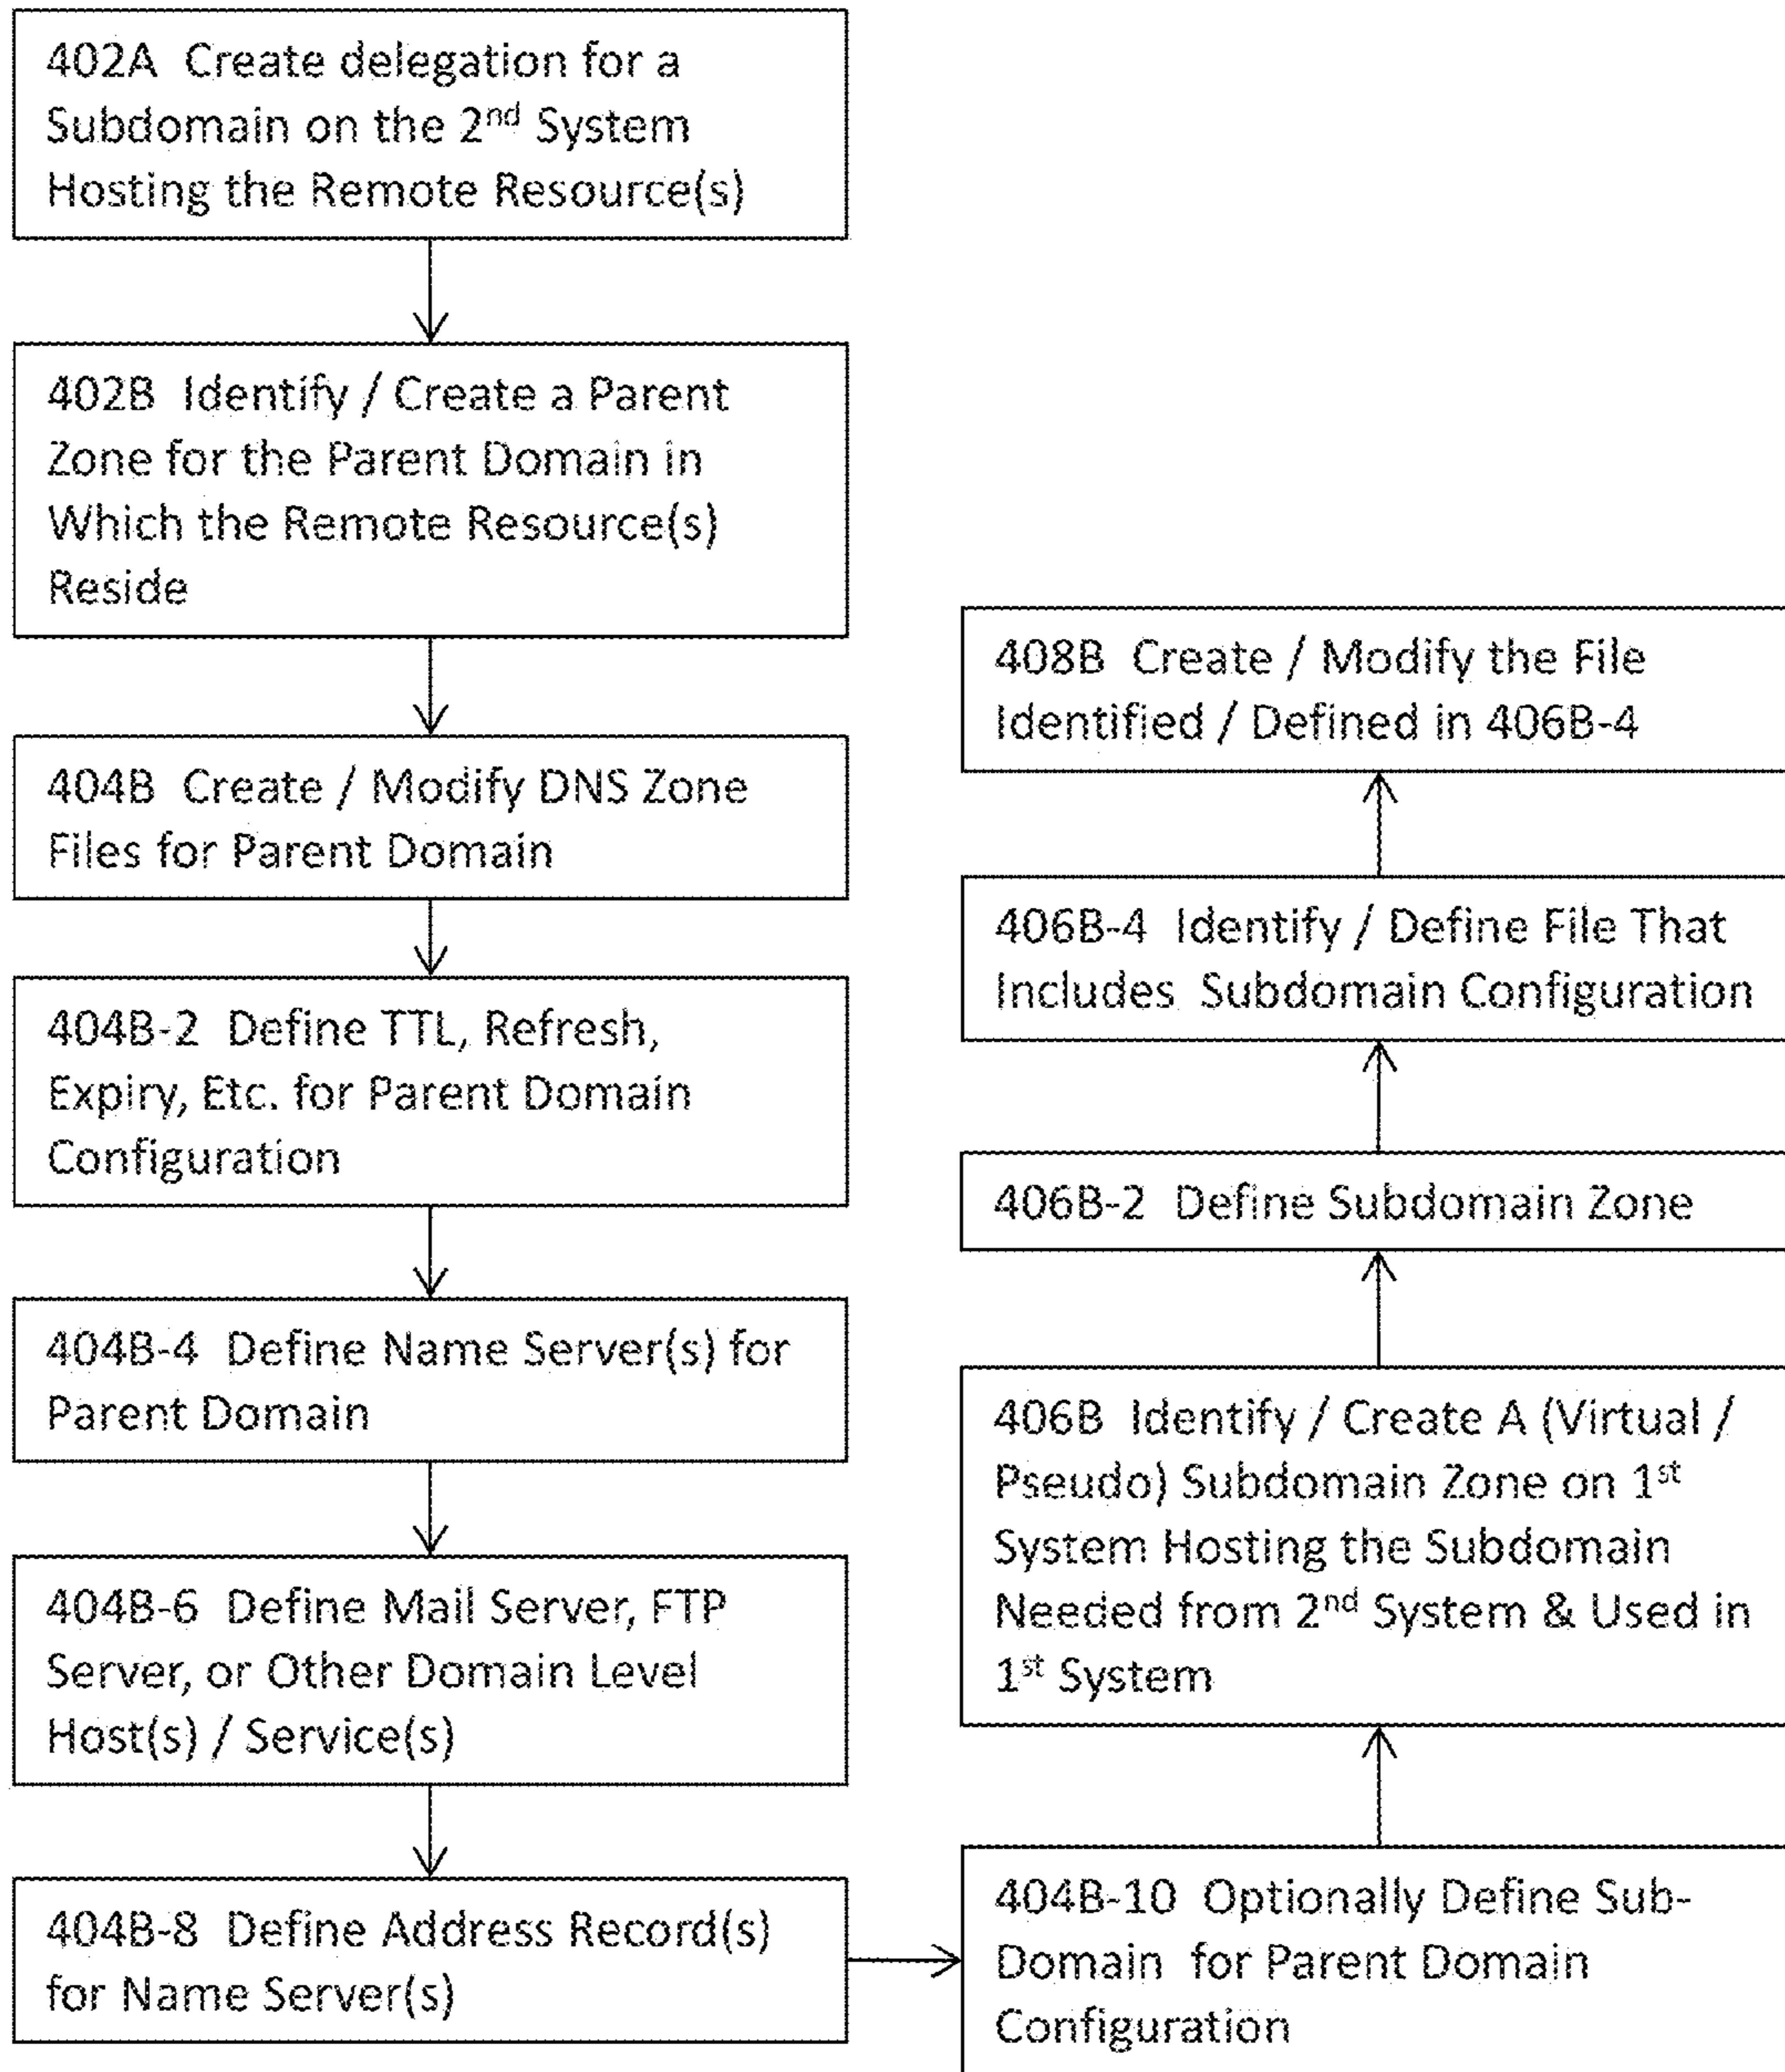 402A Create delegation for a
Subdomain on the 2nd System
Hosting the Remote Resource(s)
402B Identify / Create a Parent
Zone for the Parent Domain in
Which the Remote Resource(s)
Reside
404B Create / Modify DNS Zone
Files for Parent Domain
404B-2 Define TTL, Refresh,
Expiry, Etc. for Parent Domain
Configuration
404B-4 Define Name Server(s) for
Parent Domain
404B-6 Define Mail Server, FTP
Server, or Other Domain Level
Host(s) / Service(s)
404B-8 Define Address Record(s)
for Name Server(s)
404B-10 Optionally Define Sub-
Domain for Parent Domain
Configuration
406B Identify / Create A (Virtual /
Pseudo) Subdomain Zone on 1st
System Hosting the Subdomain
Needed from 2nd System & Used in
1st System
406B-2 Define Subdomain Zone
406B-4 Identify / Define File That
Includes Subdomain Configuration
408B Create / Modify the File
Identified / Defined in 406B-4